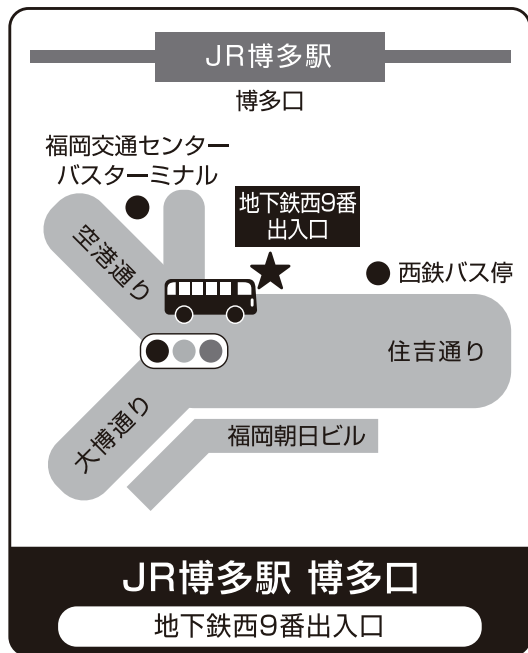 JR博多駅
博多口
福岡交通センター
バスターミナル
地下鉄西9番
出入口
空港通り
西鉄バス停
住吉通り
大博通り
福岡朝日ビル
JR博多駅 博多口
地下鉄西9番出入口